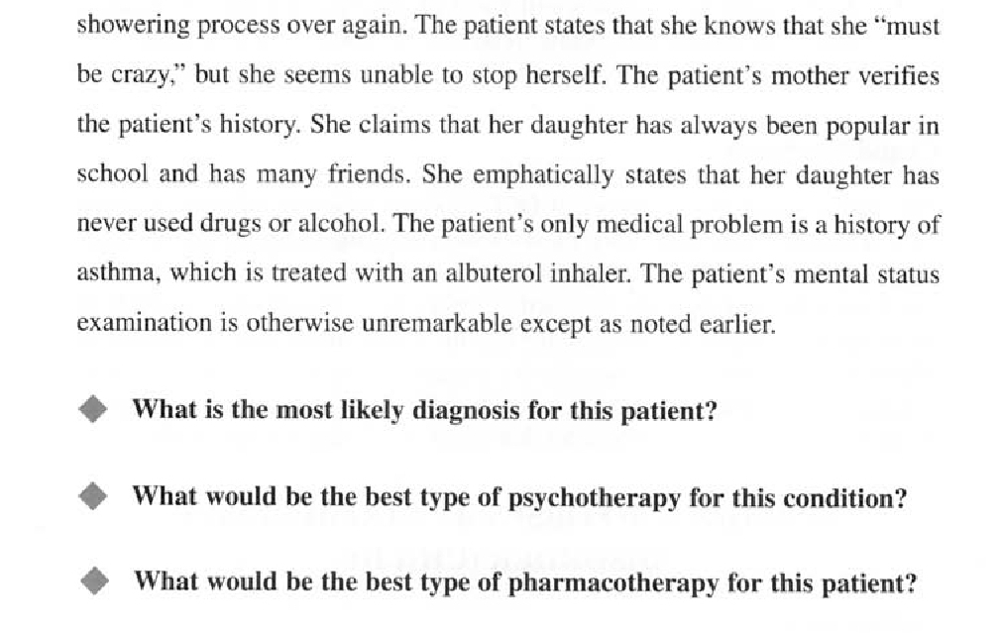 showering process over again. The patient states that she knows that she “must
be crazy,” but she seems unable to stop herself. The patient’s mother verifies
the patient’s history. She claims that her daughter has always been popular in
school and has many friends. She emphatically states that her daughter has
never used drugs or alcohol. The patient’s only medical problem is a history of
asthma, which is treated with an albuterol inhaler. The patient’s mental status
examination is otherwise unremarkable except as noted earlier.
What is the most likely diagnosis for this patient?
What would be the best type of psychotherapy for this condition?
What would be the best type of pharmacotherapy for this patient?